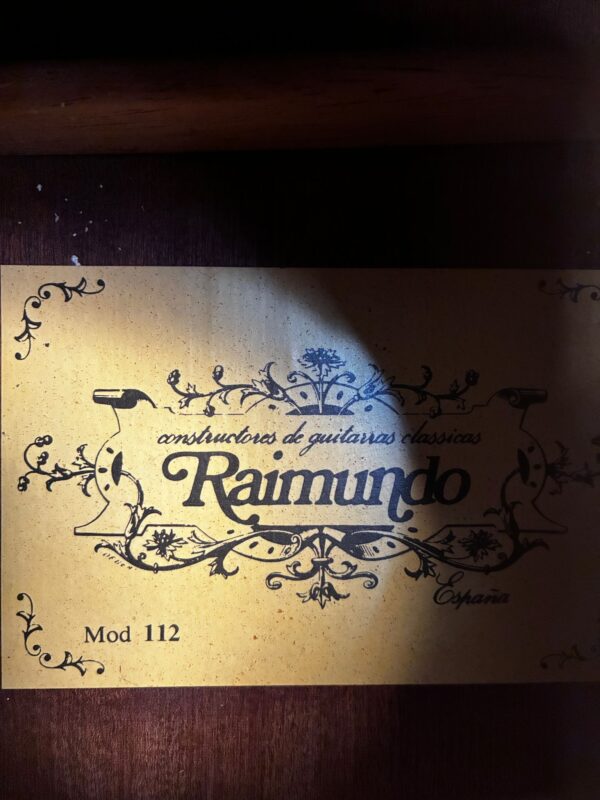 constructores de guitarras classicas
Raimundo
España
Mod 112